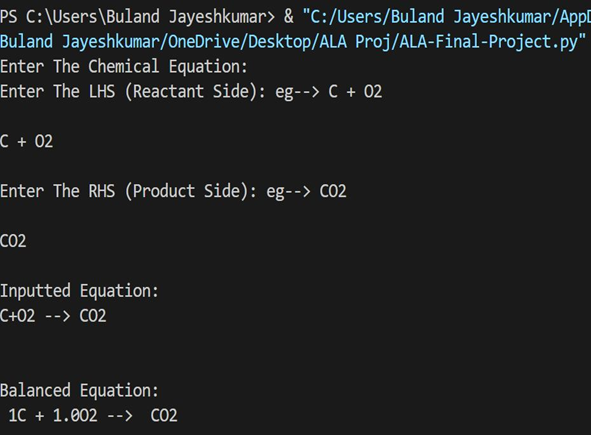 PS C:\Users\Buland Jayeshkumar> & "C:/Users/Buland Jayeshkumar/AppD
Buland Jayeshkumar/OneDrive/Desktop/ALA Proj/ALA-Final-Project.py"
Enter The Chemical Equation:
Enter The LHS (Reactant Side): eg--> C + O2
C + O2
Enter The RHS (Product Side): eg--> CO2
CO2
Inputted Equation:
C+O2 --> CO2
Balanced Equation:
1C + 1.0O2 -->  CO2